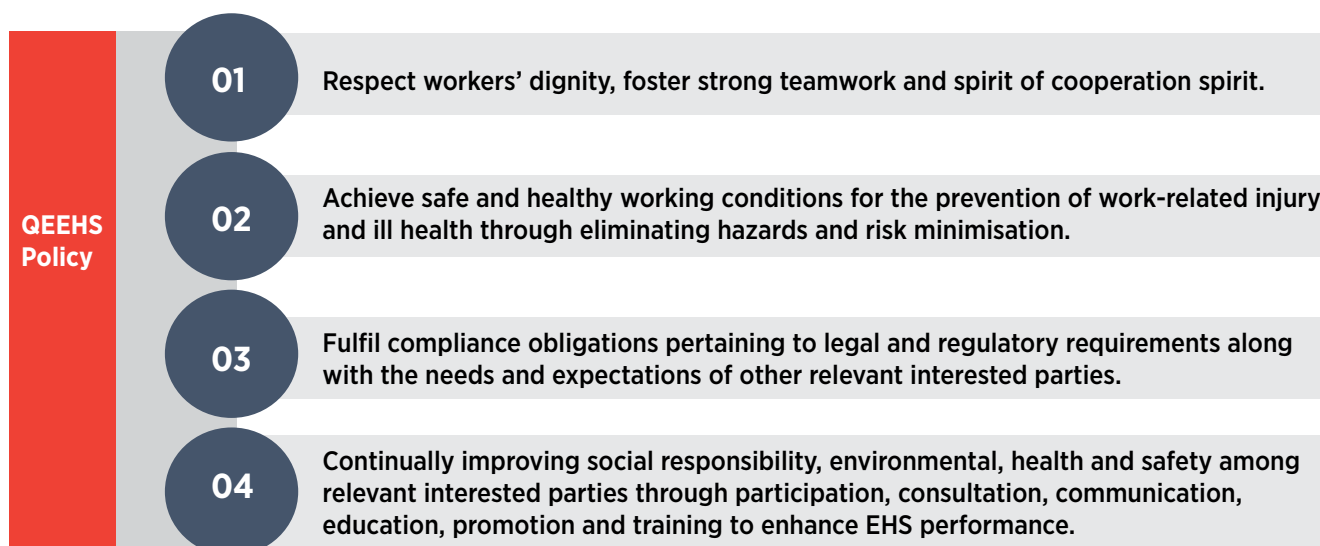 QEEHS
Policy
01
Respect workers’ dignity, foster strong teamwork and spirit of cooperation spirit.
02
Achieve safe and healthy working conditions for the prevention of work-related injury
and ill health through eliminating hazards and risk minimisation.
03
Fulfil compliance obligations pertaining to legal and regulatory requirements along
with the needs and expectations of other relevant interested parties.
04
Continually improving social responsibility, environmental, health and safety among
relevant interested parties through participation, consultation, communication,
education, promotion and training to enhance EHS performance.